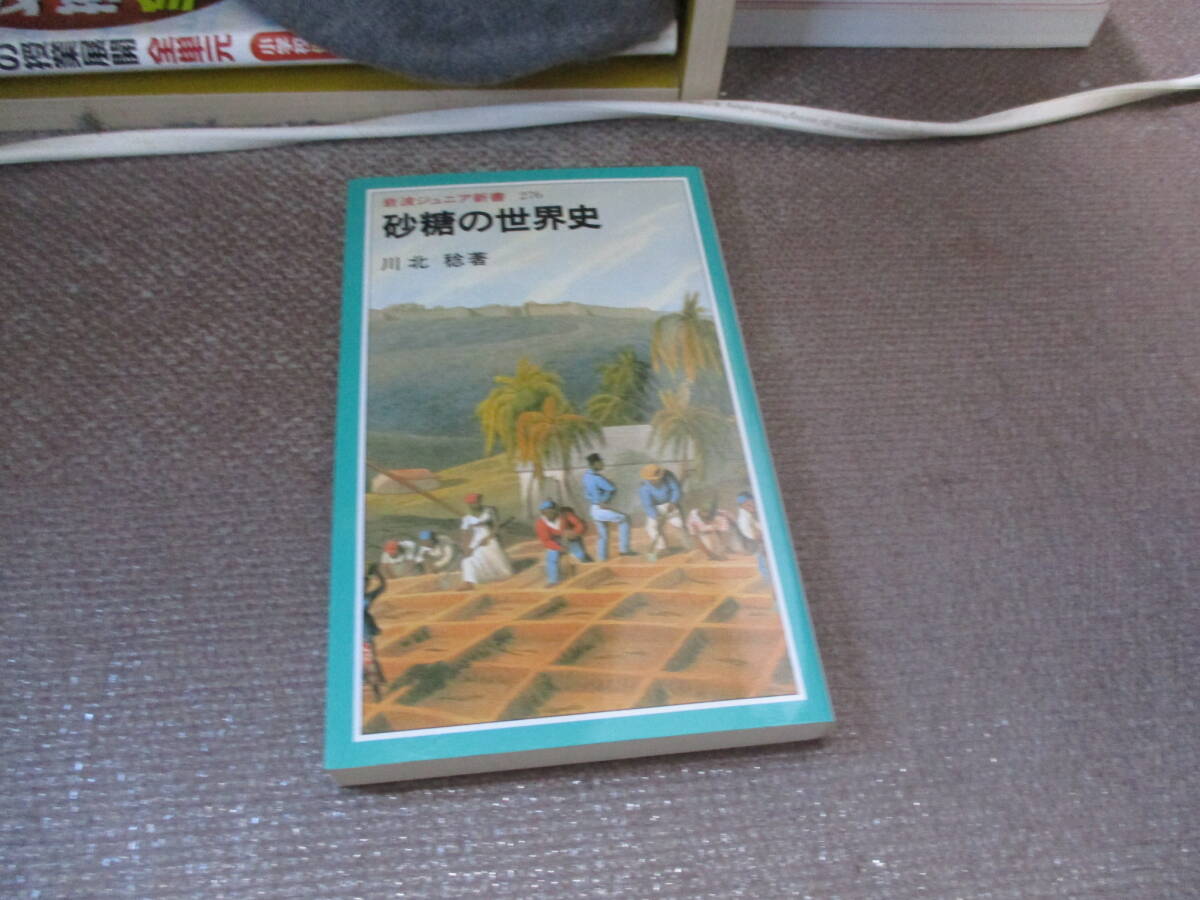 の授業展開 全単元
岩波ジュニア新書 276
砂糖の世界史
川北 稔著